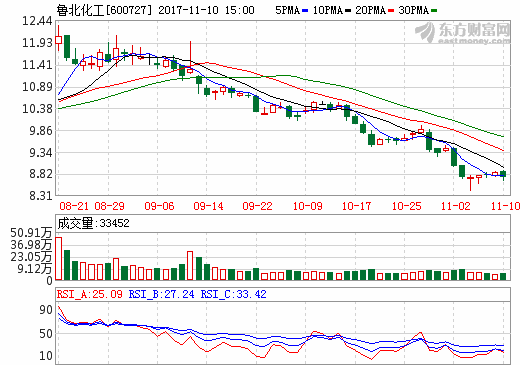 鲁北化工[600727] 2017-11-10 15:00 5PMA 10PMA 20PMA 30PMA
东方财富网
eastmoney.com
12.44
11.93
11.41
10.89
10.38
9.86
9.34
8.82
8.31
08-21 08-29 09-06 09-14 09-22 10-09 10-17 10-25 11-02 11-10
成交量:33452
50.91万
36.98万
23.05万
9.12万
0
RSI_A:25.09 RSI_B:27.24 RSI_C:33.42
90
50
10